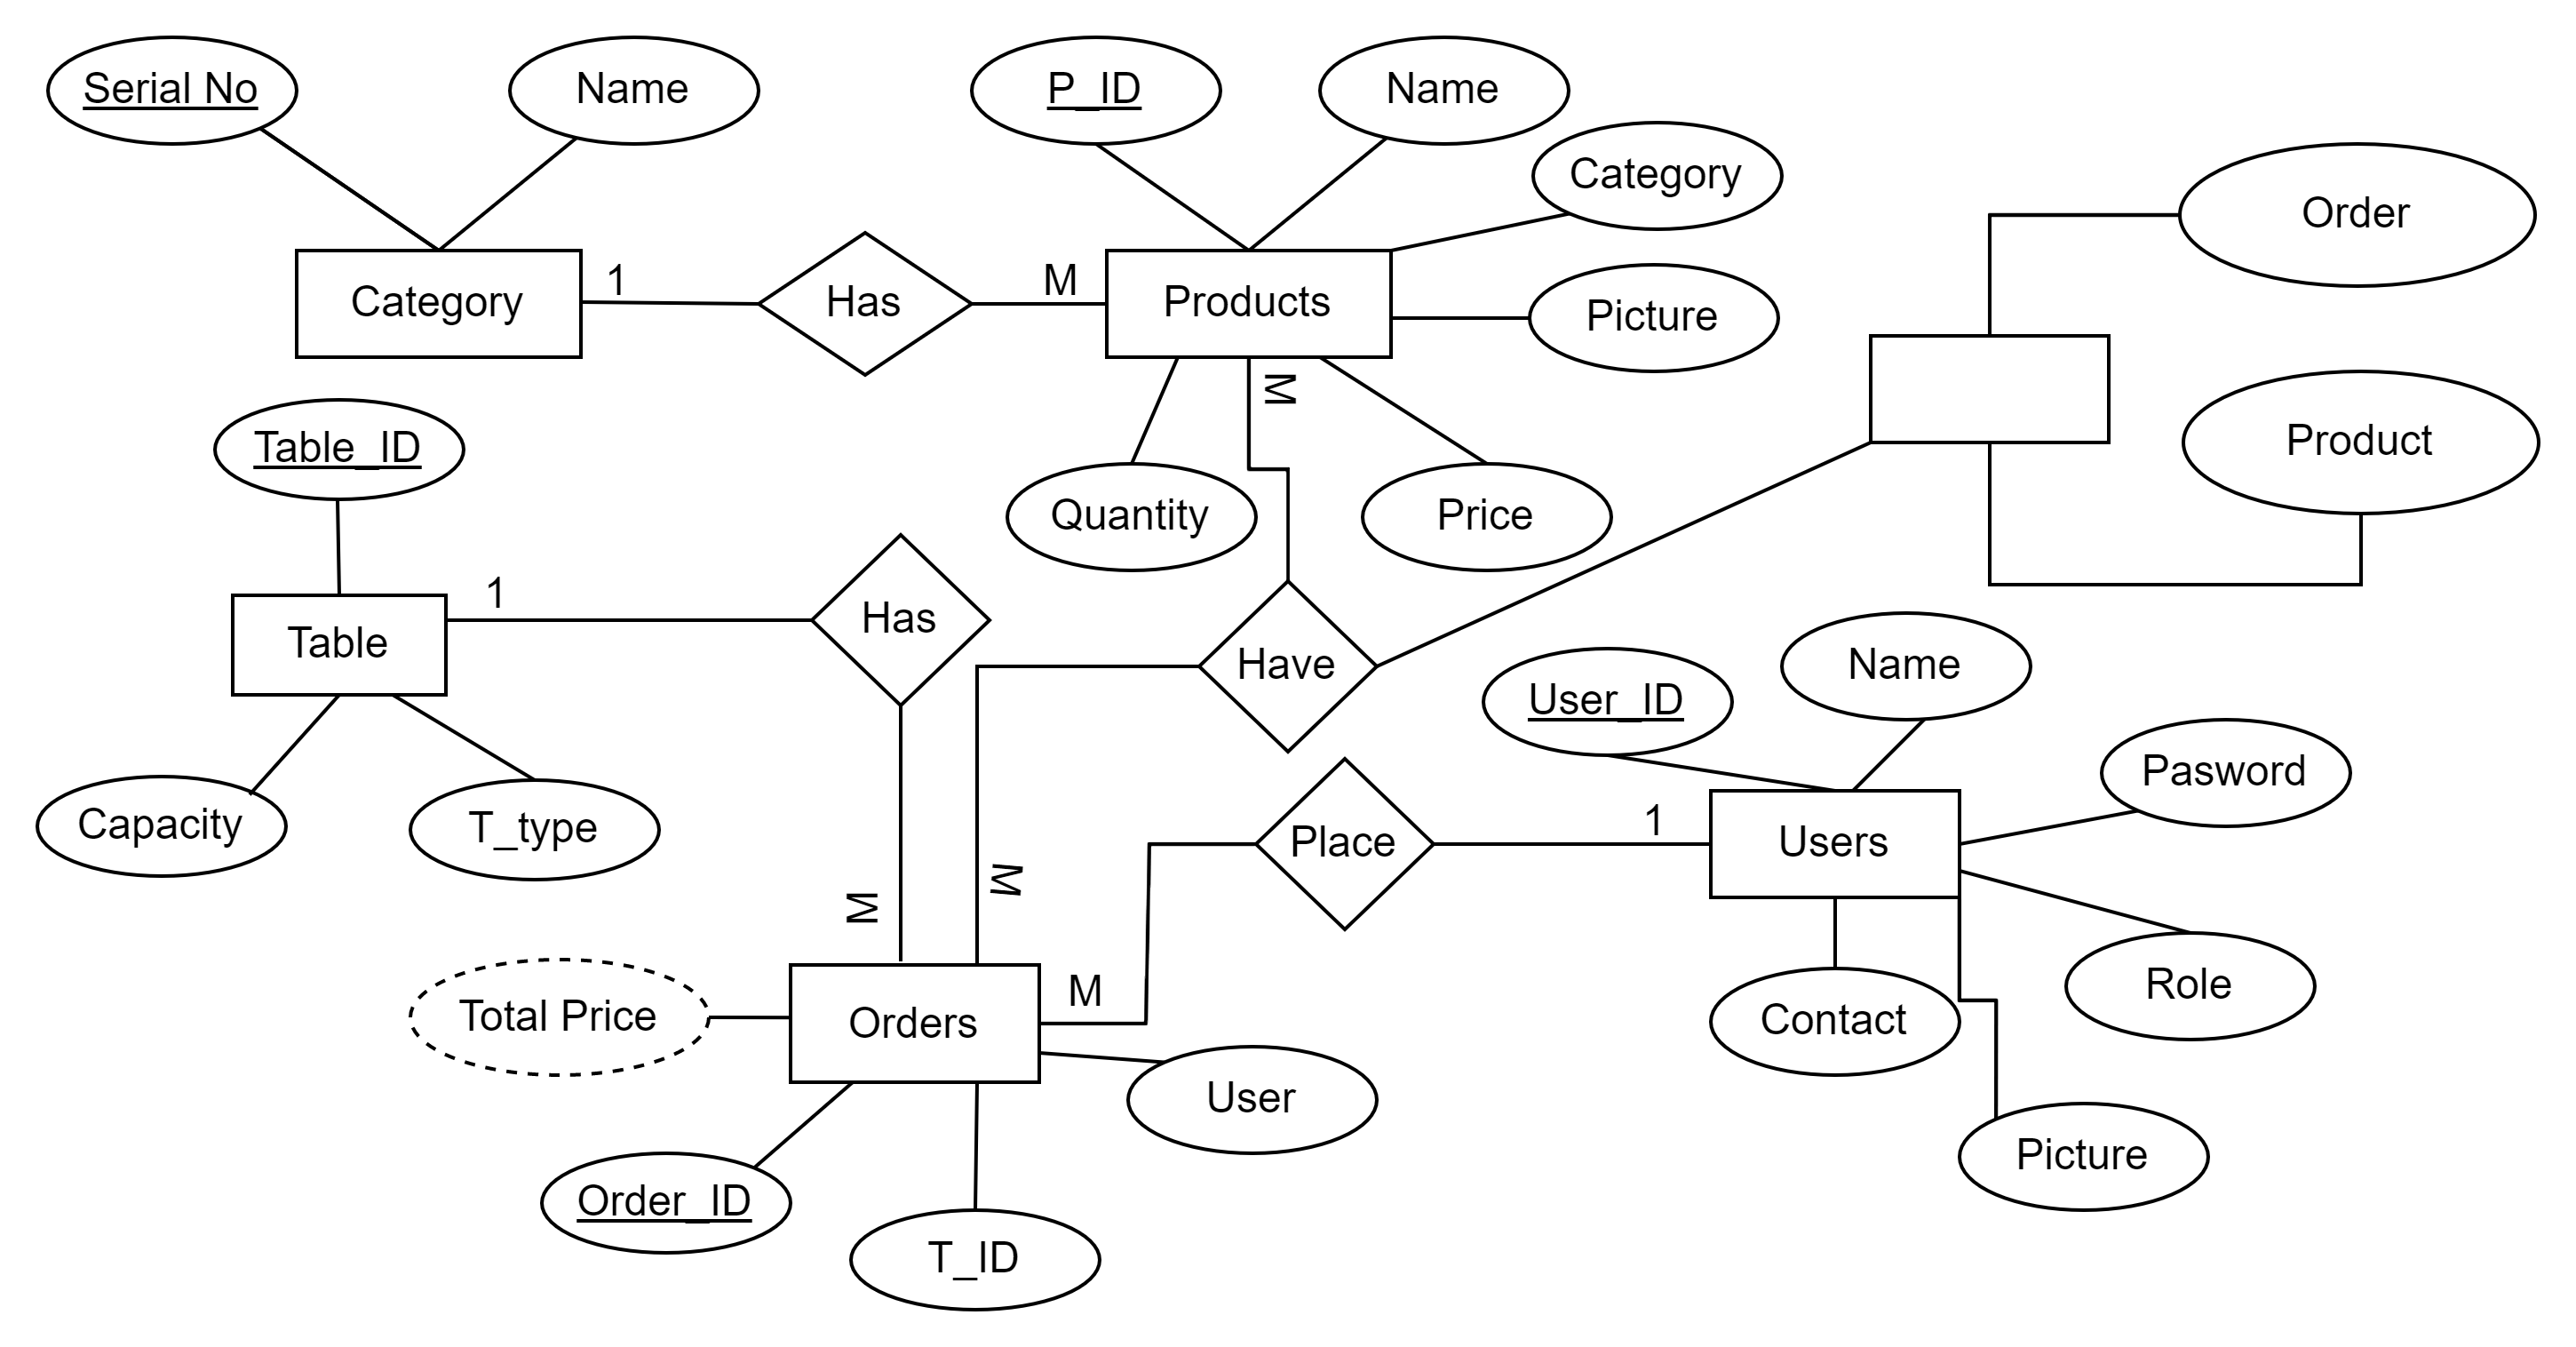 Serial No
Name
P_ID
Name
Category
Order
Category
1
Has
M
Products
Picture
M
Table_ID
Product
Quantity
Price
1
Has
Table
Have
Name
User_ID
Pasword
Capacity
T_type
Place
1
Users
M
M
M
Role
Total Price
Orders
Contact
User
Picture
Order_ID
T_ID